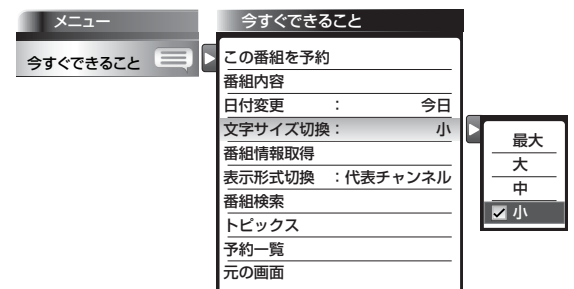 メニュー
今すぐできること
今すぐできること
この番組を予約
番組内容
日付変更 : 今日
文字サイズ切換 : 小
番組情報取得
表示形式切換 : 代表チャンネル
番組検索
トピックス
予約一覧
元の画面
最大
大
中
小